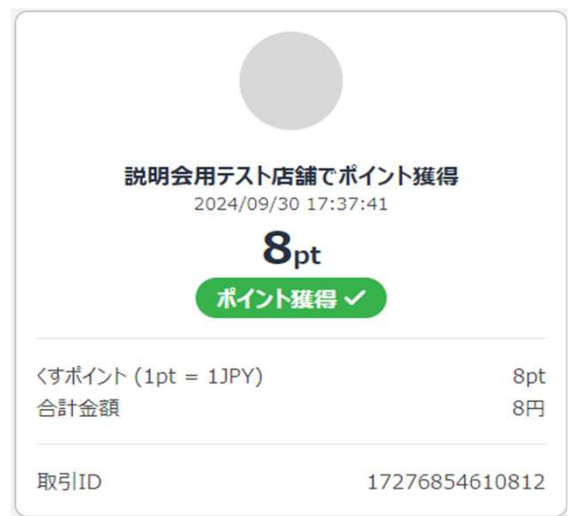 説明会用テスト店舗でポイント獲得
2024/09/30 17:37:41
8pt
ポイント獲得
くすポイント (1pt = 1JPY) 8pt
合計金額 8円
取引ID 17276854610812